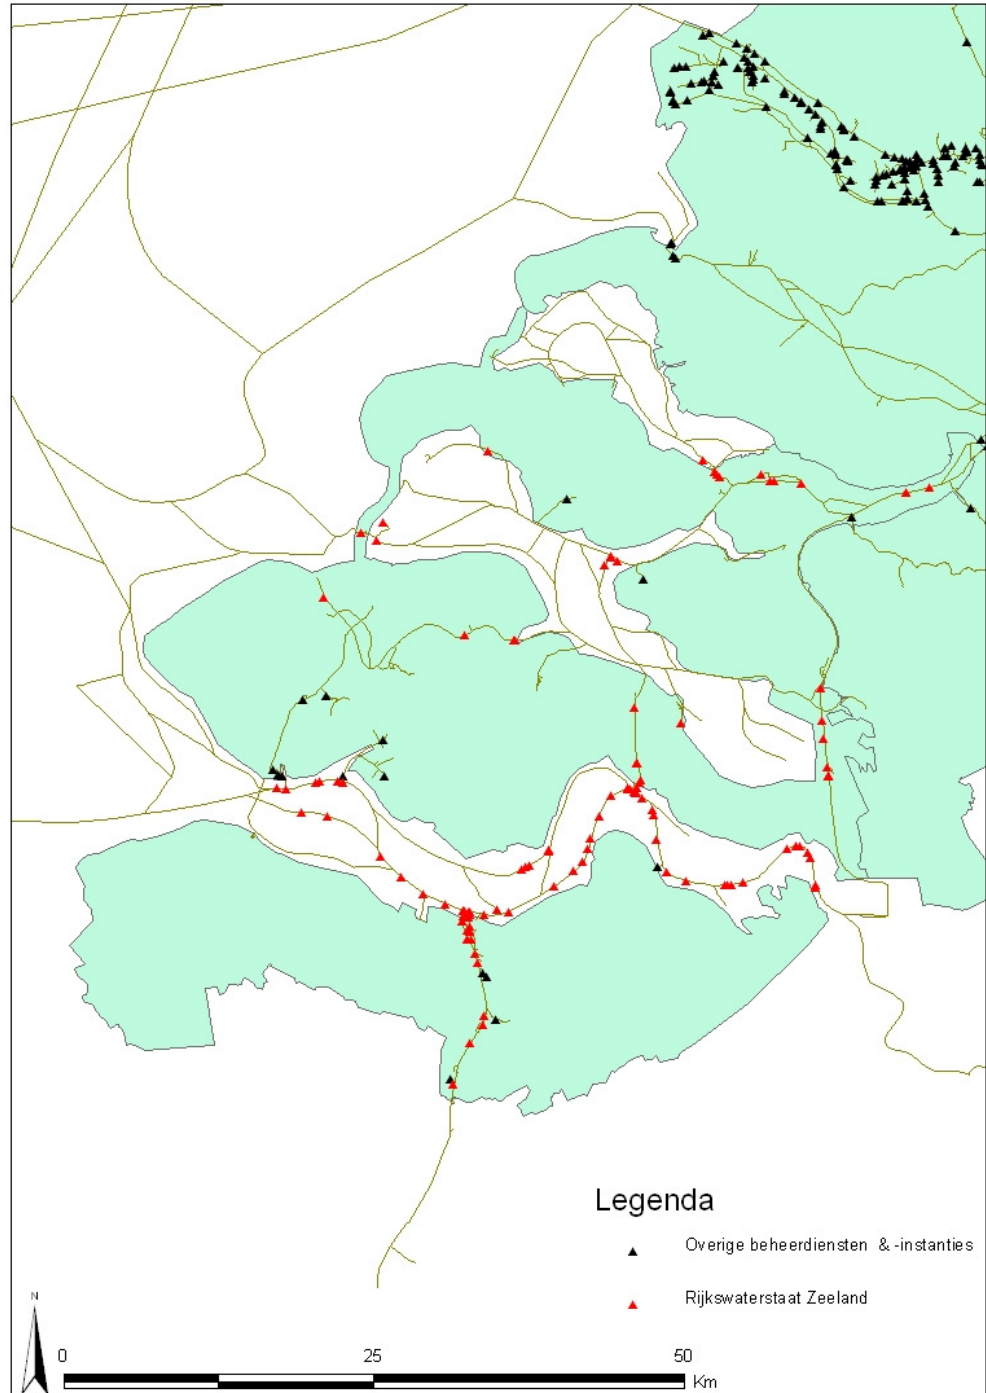 Legenda
Overige beheerdiensten & -instanties
Rijkswaterstaat Zeeland
N
0 25 50
Km